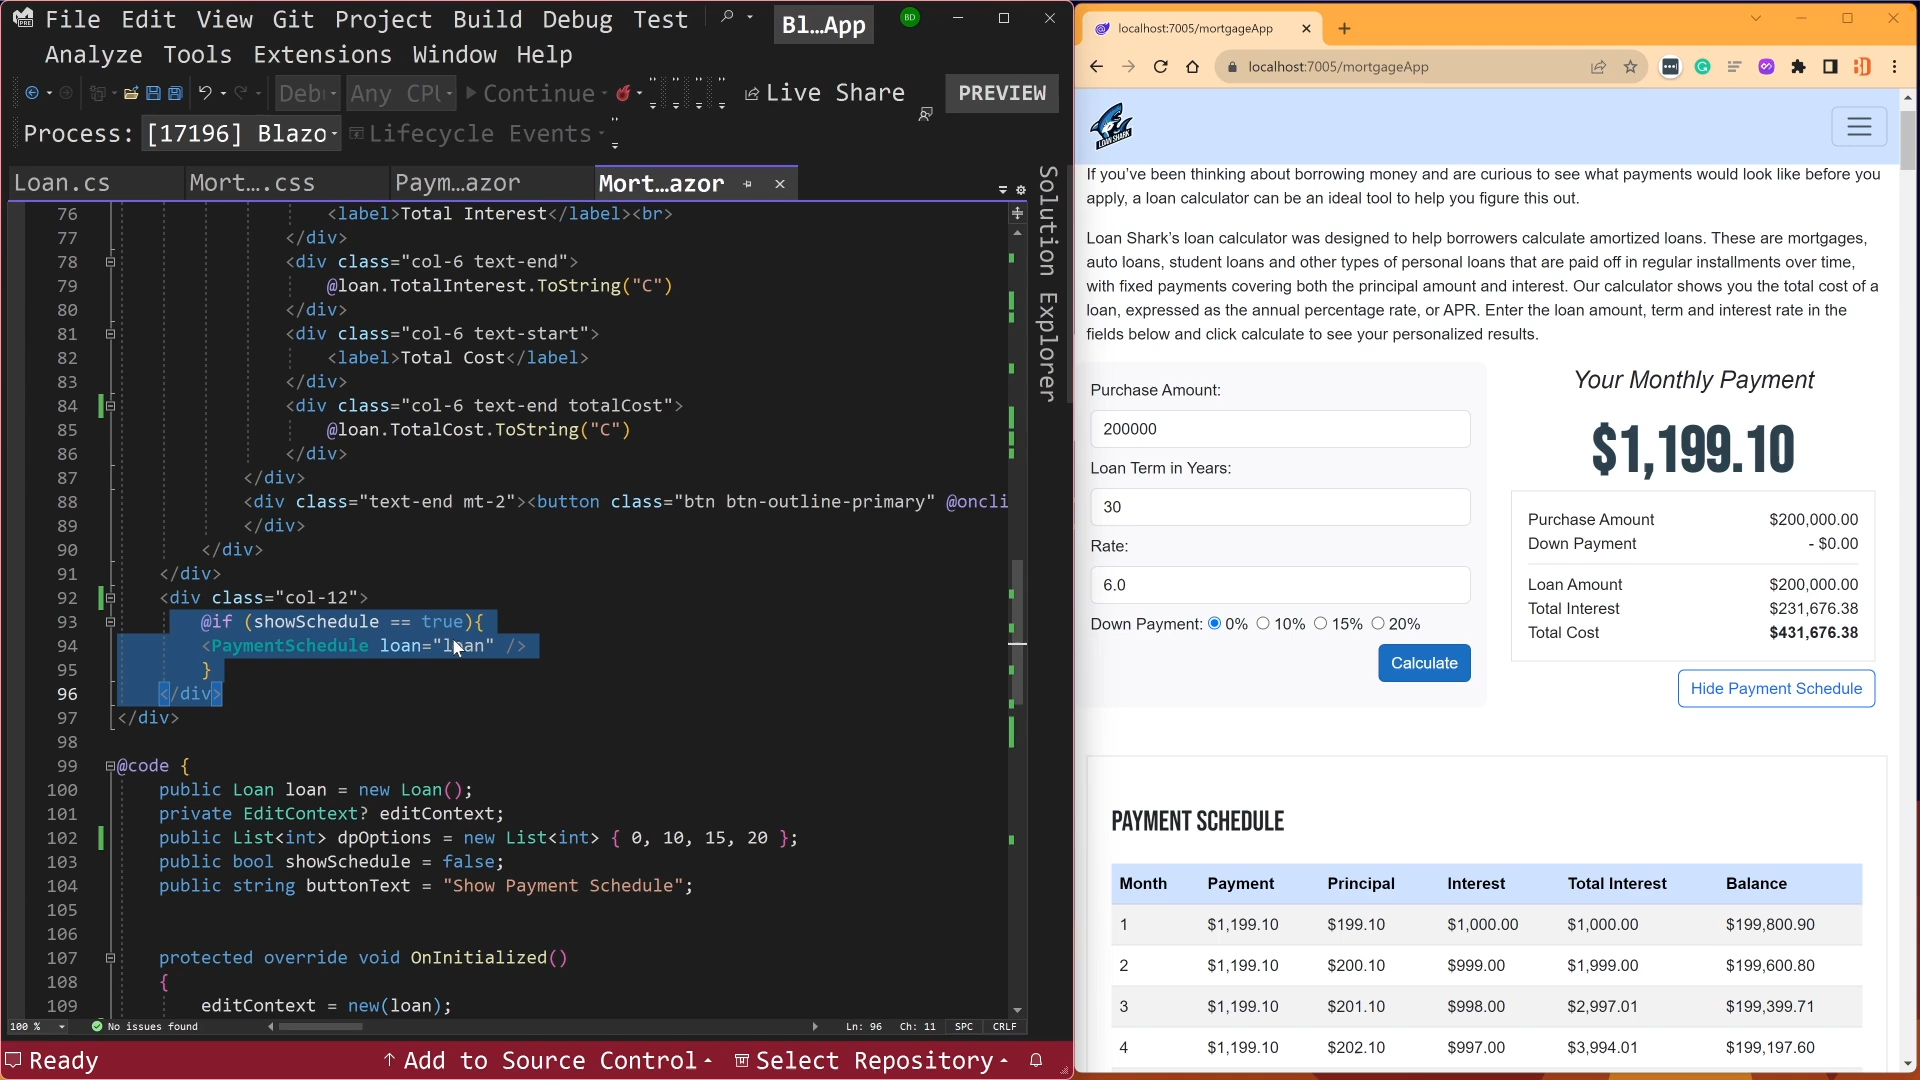 File Edit View Git Project Build Debug Test
Bl...App
BD
Analyze Tools Extensions Window Help
Any CPU
Continue
Live Share
PREVIEW
Process: [17196] Blazo
Lifecycle Events
Loan.cs
Mort....css
Paym...azor
Mort...azor
Solution Explorer
76 <label>Total Interest</label><br>
77 </div>
78 <div class="col-6 text-end">
79 @loan.TotalInterest.ToString("C")
80 </div>
81 <div class="col-6 text-start">
82 <label>Total Cost</label>
83 </div>
84 <div class="col-6 text-end totalCost">
85 @loan.TotalCost.ToString("C")
86 </div>
87 </div>
88 <div class="text-end mt-2"><button class="btn btn-outline-primary" @oncli
89 </div>
90 </div>
91 </div>
92 <div class="col-12">
93 @if (showSchedule == true){
94 <PaymentSchedule loan="loan" />
95 }
96 </div>
97 </div>
98
99 @code {
100 public Loan loan = new Loan();
101 private EditContext? editContext;
102 public List<int> dpOptions = new List<int> { 0, 10, 15, 20 };
103 public bool showSchedule = false;
104 public string buttonText = "Show Payment Schedule";
105
106
107 protected override void OnInitialized()
108 {
109 editContext = new(loan);
100 %
No issues found
Ln: 96 Ch: 11 SPC CRLF
Ready
Add to Source Control
Select Repository
localhost:7005/mortgageApp
localhost:7005/mortgageApp
LOAN SHARK
If you've been thinking about borrowing money and are curious to see what payments would look like before you
apply, a loan calculator can be an ideal tool to help you figure this out.
Loan Shark's loan calculator was designed to help borrowers calculate amortized loans. These are mortgages,
auto loans, student loans and other types of personal loans that are paid off in regular installments over time,
with fixed payments covering both the principal amount and interest. Our calculator shows you the total cost of a
loan, expressed as the annual percentage rate, or APR. Enter the loan amount, term and interest rate in the
fields below and click calculate to see your personalized results.
Purchase Amount:
200000
Loan Term in Years:
30
Rate:
6.0
Down Payment: 0% 10% 15% 20%
Calculate
Your Monthly Payment
$1,199.10
Purchase Amount $200,000.00
Down Payment - $0.00
Loan Amount $200,000.00
Total Interest $231,676.38
Total Cost $431,676.38
Hide Payment Schedule
PAYMENT SCHEDULE
Month Payment Principal Interest Total Interest Balance
1 $1,199.10 $199.10 $1,000.00 $1,000.00 $199,800.90
2 $1,199.10 $200.10 $999.00 $1,999.00 $199,600.80
3 $1,199.10 $201.10 $998.00 $2,997.01 $199,399.71
4 $1,199.10 $202.10 $997.00 $3,994.01 $199,197.60